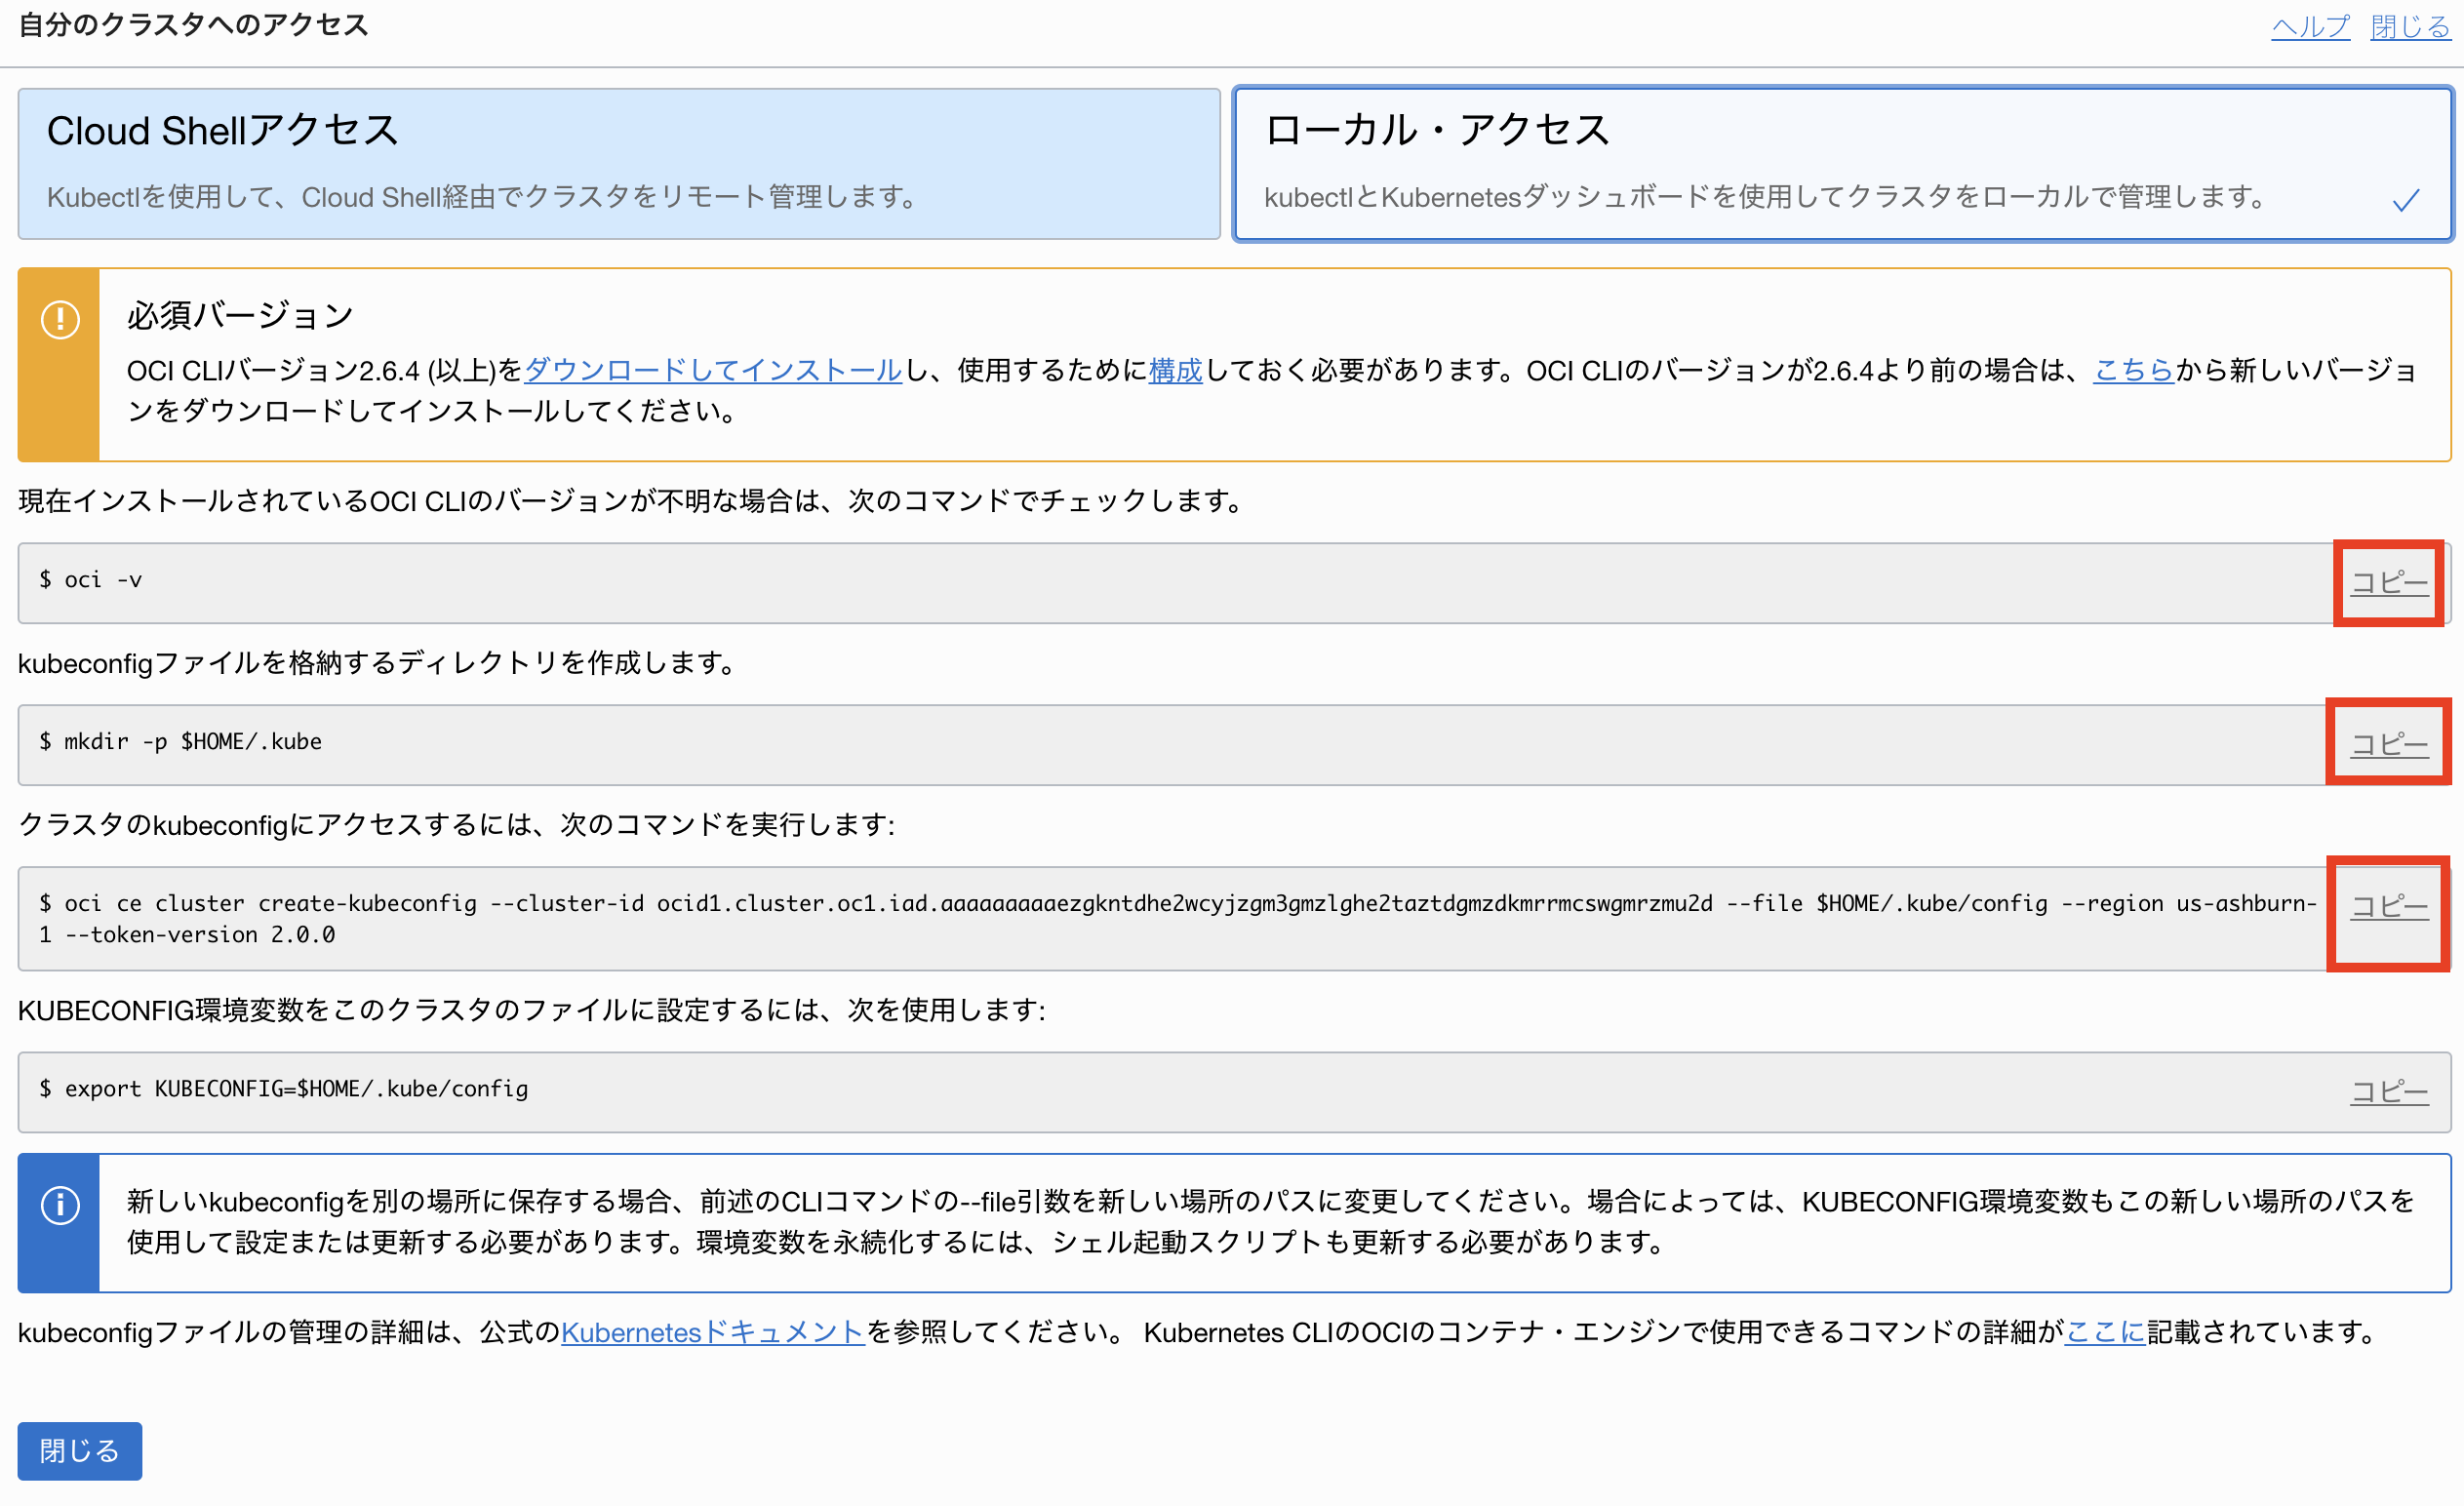 自分のクラスタへのアクセス
ヘルプ 閉じる
Cloud Shellアクセス
Kubectlを使用して、Cloud Shell経由でクラスタをリモート管理します。
ローカル・アクセス
kubectlとKubernetesダッシュボードを使用してクラスタをローカルで管理します。
必須バージョン
OCI CLIバージョン2.6.4 (以上)をダウンロードしてインストールし、使用するために構成しておく必要があります。OCI CLIのバージョンが2.6.4より前の場合は、こちらから新しいバージョ
ンをダウンロードしてインストールしてください。
現在インストールされているOCI CLIのバージョンが不明な場合は、次のコマンドでチェックします。
$ oci -v
コピー
kubeconfigファイルを格納するディレクトリを作成します。
$ mkdir -p $HOME/.kube
コピー
クラスタのkubeconfigにアクセスするには、次のコマンドを実行します:
$ oci ce cluster create-kubeconfig --cluster-id ocid1.cluster.oc1.iad.aaaaaaaaaezgkntdhe2wcyjzgm3gmzlghe2taztdgmzdkmrrmcswgmrzmu2d --file $HOME/.kube/config --region us-ashburn-
1 --token-version 2.0.0
コピー
KUBECONFIG環境変数をこのクラスタのファイルに設定するには、次を使用します:
$ export KUBECONFIG=$HOME/.kube/config
コピー
新しいkubeconfigを別の場所に保存する場合、前述のCLIコマンドの--file引数を新しい場所のパスに変更してください。場合によっては、KUBECONFIG環境変数もこの新しい場所のパスを
使用して設定または更新する必要があります。環境変数を永続化するには、シェル起動スクリプトも更新する必要があります。
kubeconfigファイルの管理の詳細は、公式のKubernetesドキュメントを参照してください。 Kubernetes CLIのOCIのコンテナ・エンジンで使用できるコマンドの詳細がここに記載されています。
閉じる